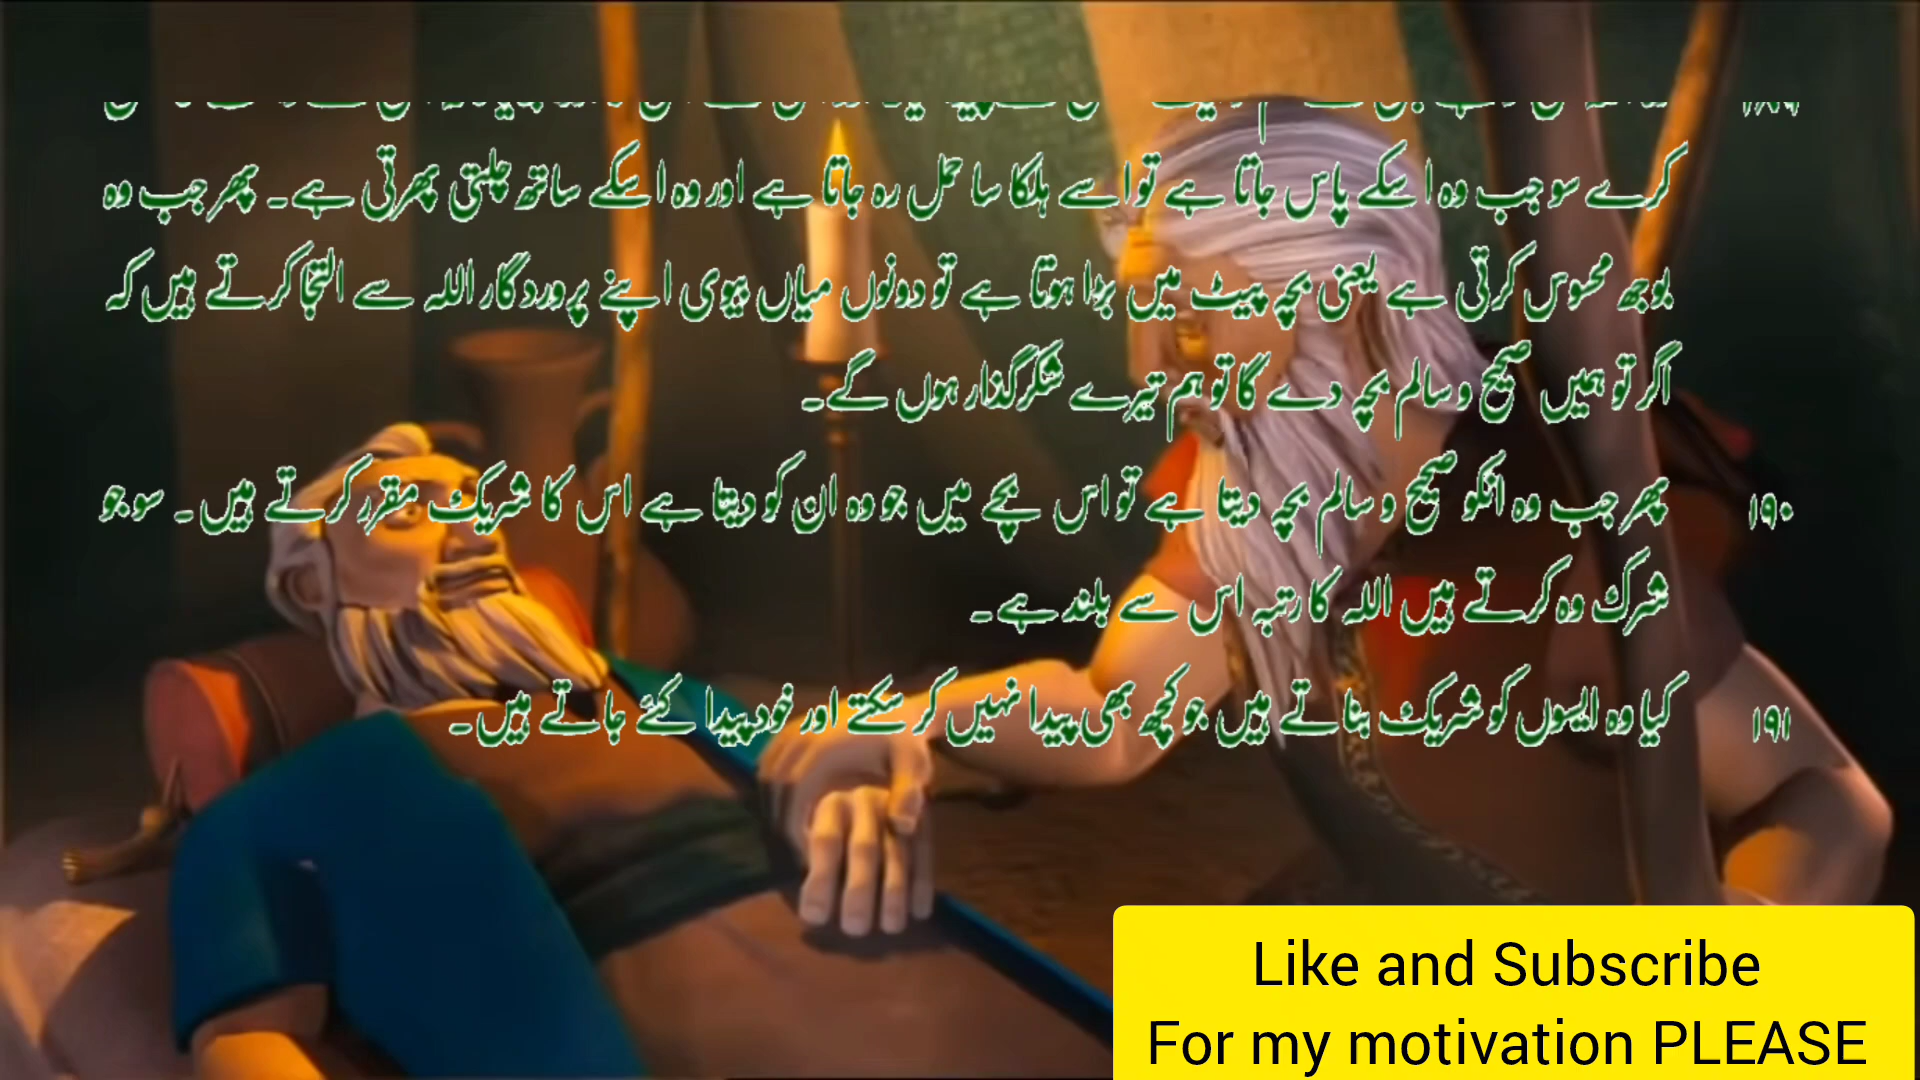 ۱۸۹
کرے سو جب وہ اسکے پاس جاتا ہے تو اسے ہلکا سا حمل رہ جاتا ہے اور وہ اسکے ساتھ چلتی پھرتی ہے۔ پھر جب وہ
بوجھ محسوس کرتی ہے یعنی بچہ پیٹ میں بڑا ہوتا ہے تو دونوں میاں بیوی اپنے پروردگار اللہ سے التجا کرتے ہیں کہ
اگر تو ہمیں صحیح و سالم بچہ دے گا تو ہم تیرے شکرگذار ہوں گے۔
۱۹۰ پھر جب وہ انکو صحیح و سالم بچہ دیتا ہے تو اس بچے میں جو وہ ان کو دیتا ہے اس کا شریک مقرر کرتے ہیں۔ سو جو
شرک وہ کرتے ہیں اللہ کا رتبہ اس سے بلند ہے۔
۱۹۱ کیا وہ ایسوں کو شریک بناتے ہیں جو کچھ بھی پیدا نہیں کر سکتے اور خود پیدا کئے جاتے ہیں۔
Like and Subscribe
For my motivation PLEASE